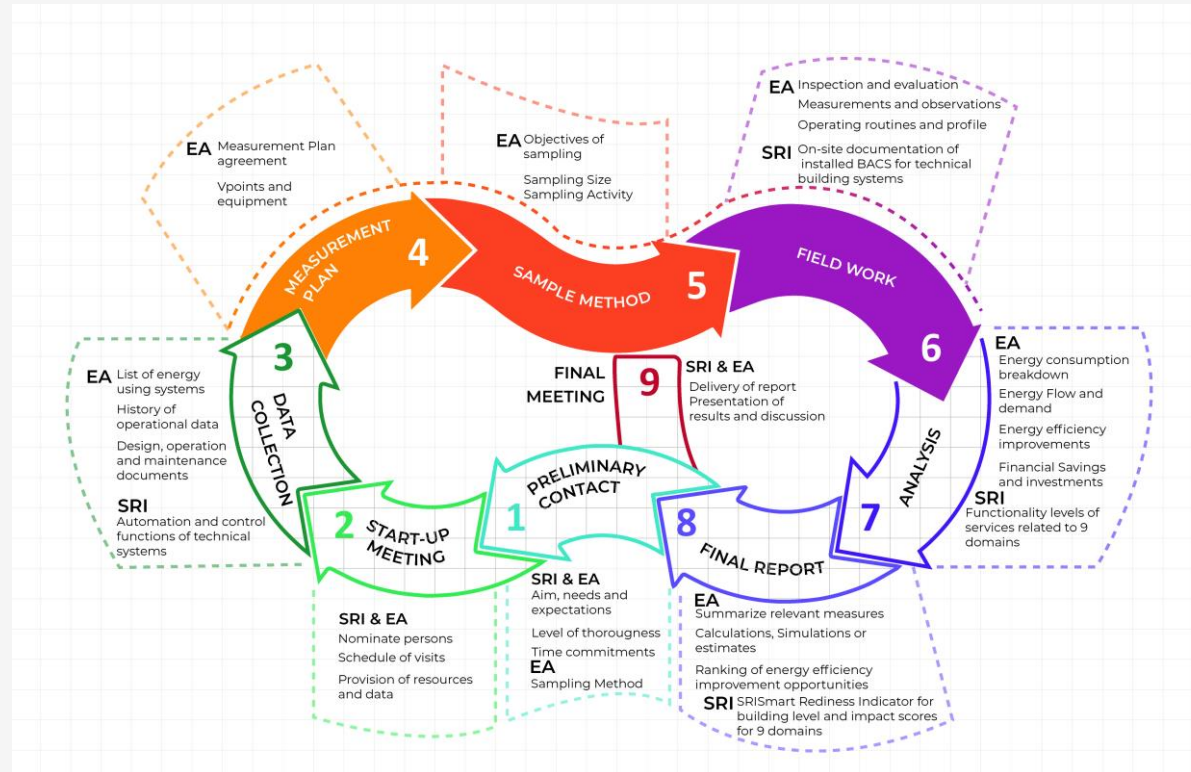 EA Inspection and evaluation
Measurements and observations
Operating routines and profile
SRI On-site documentation of
installed BACS for technical
building systems
EA Objectives of
sampling
Sampling Size
Sampling Activity
EA Measurement Plan
agreement
Vpoints and
equipment
MEASUREMENT
PLAN
4
SAMPLE METHOD
5
FIELD WORK
6
3
DATA
COLLECTION
EA List of energy
using systems
History of
operational data
Design, operation
and maintenance
documents
SRI
Automation and control
functions of technical
systems
FINAL
MEETING
9
SRI & EA
Delivery of report
Presentation of
results and discussion
EA
Energy consumption
breakdown
Energy Flow and
demand
Energy efficiency
improvements
Financial Savings
and investments
SRI
Functionality levels of
services related to 9
domains
ANALYSIS
7
PRELIMINARY
CONTACT
1
2
START-UP
MEETING
8
FINAL REPORT
SRI & EA
Nominate persons
Schedule of visits
Provision of resources
and data
SRI & EA
Aim, needs and
expectations
Level of thorougness
Time commitments
EA
Sampling Method
EA
Summarize relevant measures
Calculations, Simulations or
estimates
Ranking of energy efficiency
improvement opportunities
SRI SRISmart Rediness Indicator for
building level and impact scores
for 9 domains